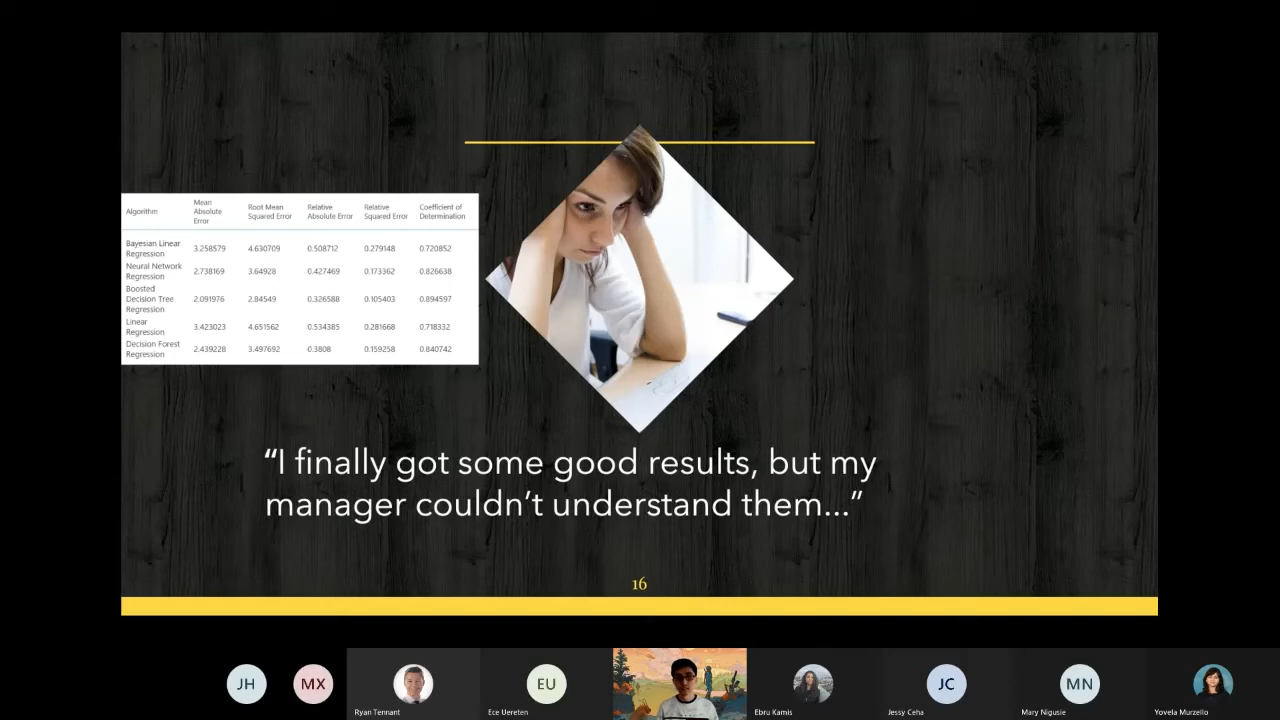 Algorithm Mean Absolute Error Root Mean Squared Error Relative Absolute Error Relative Squared Error Coefficient of Determination
Bayesian Linear Regression 3.258579 4.630709 0.508712 0.279148 0.720852
Neural Network Regression 2.738169 3.64928 0.427469 0.173362 0.826638
Boosted Decision Tree Regression 2.091976 2.84549 0.326588 0.105403 0.894597
Linear Regression 3.423023 4.651562 0.534385 0.281668 0.718332
Decision Forest Regression 2.439228 3.497692 0.3808 0.159258 0.840742
“I finally got some good results, but my
manager couldn’t understand them...”
16
JH
MX
Ryan Tennant
EU
Ece Uereten
Ebru Kamis
JC
Jessy Ceha
MN
Mary Nigusie
Yovela Murzello